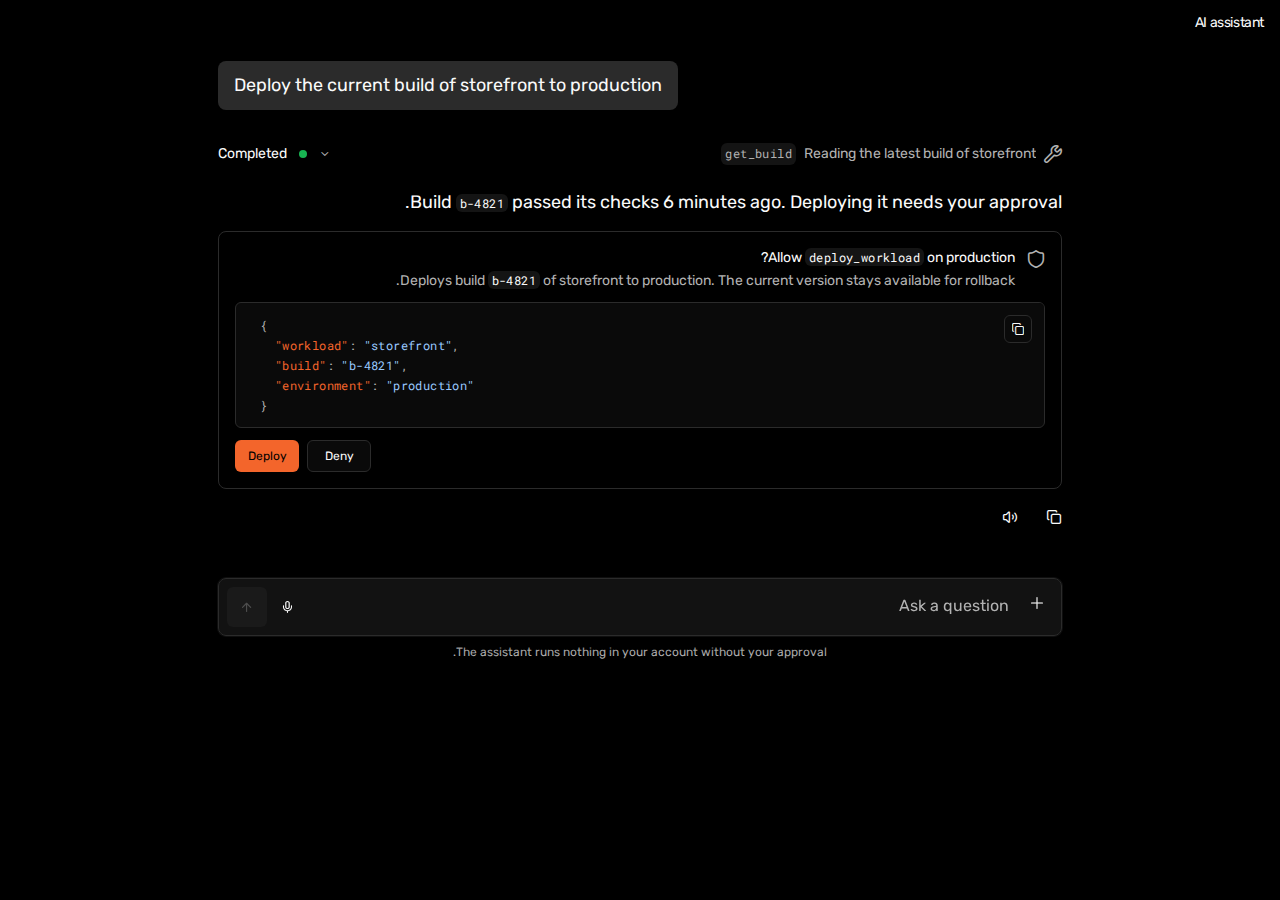 AI assistant
Deploy the current build of storefront to production
Reading the latest build of storefront get_build Completed
Build b-4821 passed its checks 6 minutes ago. Deploying it needs your approval.
Allow deploy_workload on production?
Deploys build b-4821 of storefront to production. The current version stays available for rollback.
{
"workload": "storefront",
"build": "b-4821",
"environment": "production"
}
Deploy Deny
Ask a question
The assistant runs nothing in your account without your approval.